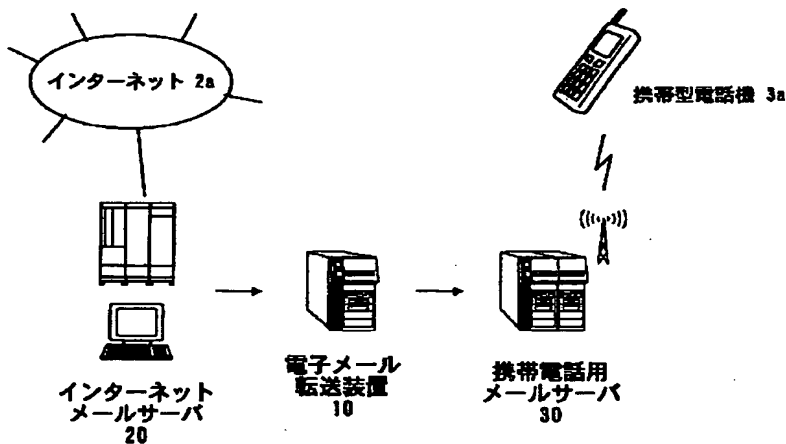 インターネット 2a
携帯型電話機 3a
インターネット
メールサーバ
20
電子メール
転送装置
10
携帯電話用
メールサーバ
30